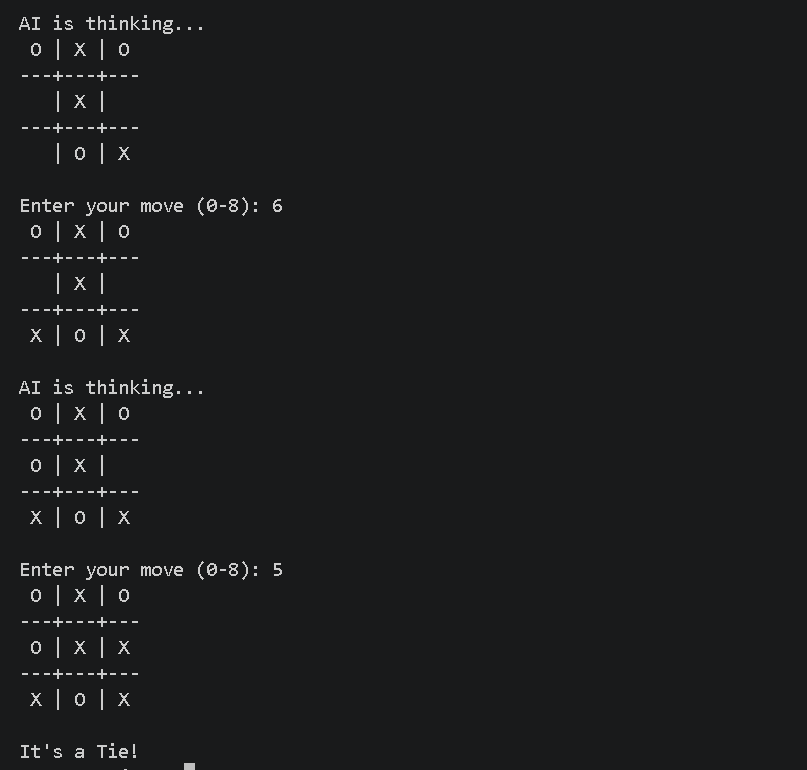 AI is thinking...
 O | X | O
---+---+---
   | X |
---+---+---
   | O | X
Enter your move (0-8): 6
 O | X | O
---+---+---
   | X |
---+---+---
 X | O | X
AI is thinking...
 O | X | O
---+---+---
 O | X |
---+---+---
 X | O | X
Enter your move (0-8): 5
 O | X | O
---+---+---
 O | X | X
---+---+---
 X | O | X
It's a Tie!